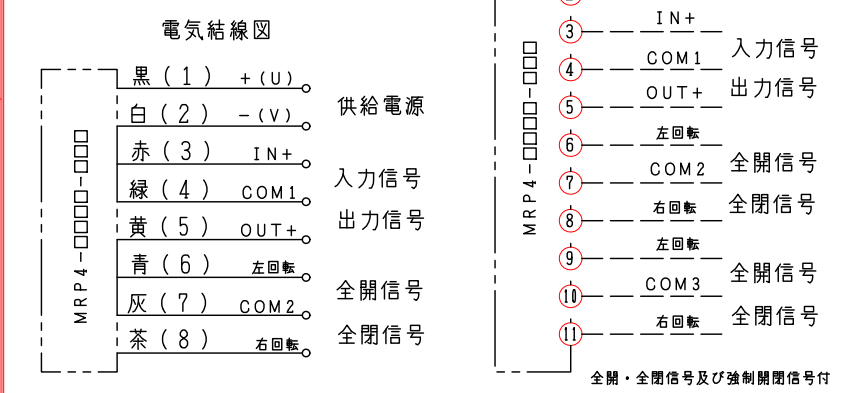 電気結線図
黒(1) +(U)
白(2) -(V)
供給電源
赤(3) IN+
緑(4) COM1
入力信号
黄(5) OUT+
出力信号
青(6) 左回転
灰(7) COM2
全開信号
茶(8) 右回転
全閉信号
MRP4-□□□□-□□
③ IN+
④ COM1
入力信号
⑤ OUT+
出力信号
⑥ 左回転
⑦ COM2
全開信号
⑧ 右回転
全閉信号
⑨ 左回転
⑩ COM3
全開信号
⑪ 右回転
全閉信号
MRP4-□□□□-□□
全開・全閉信号及び強制開閉信号付